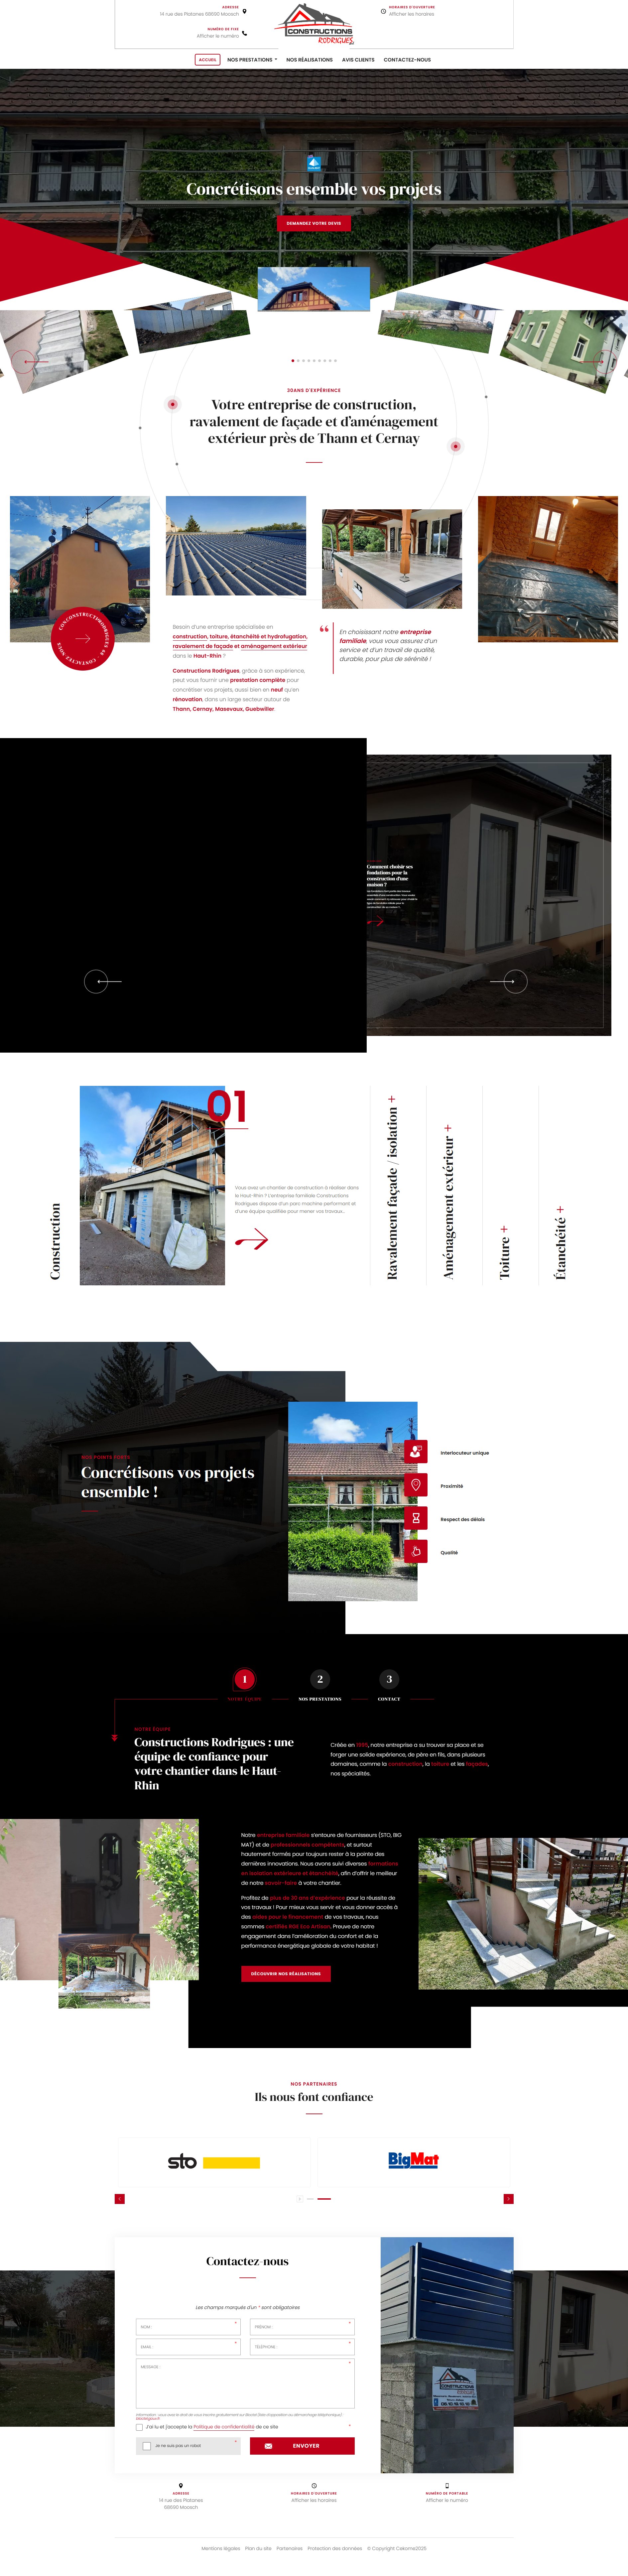 ADRESSE
14 rue des Platanes 68690 Moosch
NUMÉRO DE FIXE
Afficher le numéro
CONSTRUCTIONS
RODRIGUES
HORAIRES D'OUVERTURE
Afficher les horaires
ACCUEIL
NOS PRESTATIONS
NOS RÉALISATIONS
AVIS CLIENTS
CONTACTEZ-NOUS
Concrétisons ensemble vos projets
DEMANDEZ VOTRE DEVIS
30ANS D'EXPÉRIENCE
Votre entreprise de construction,
ravalement de façade et d'aménagement
extérieur près de Thann et Cernay
Besoin d'une entreprise spécialisée en
construction, toiture, étanchéité et hydrofugation,
ravalement de façade et aménagement extérieur
dans le Haut-Rhin ?
Constructions Rodrigues, grâce à son expérience,
peut vous fournir une prestation complète pour
concrétiser vos projets, aussi bien en neuf qu'en
rénovation, dans un large secteur autour de
Thann, Cernay, Masevaux, Guebwiller.
En choisissant notre entreprise
familiale, vous vous assurez d'un
service et d'un travail de qualité,
durable, pour plus de sérénité !
Comment choisir ses
fondations pour la
construction d'une
maison ?
Construction
01
Vous avez un chantier de construction à réaliser dans
le Haut-Rhin ? L'entreprise familiale Constructions
Rodrigues dispose d'un parc machine performant et
d'une équipe qualifiée pour mener vos travaux...
Ravalement façade / isolation +
Aménagement extérieur +
Toiture +
Étanchéité +
NOS POINTS FORTS
Concrétisons vos projets
ensemble !
Interlocuteur unique
Proximité
Respect des délais
Qualité
1
2
3
NOTRE ÉQUIPE
NOS PRESTATIONS
CONTACT
NOTRE ÉQUIPE
Constructions Rodrigues : une
équipe de confiance pour
votre chantier dans le Haut-
Rhin
Créée en 1995, notre entreprise a su trouver sa place et se
forger une solide expérience, de père en fils, dans plusieurs
domaines, comme la construction, la toiture et les façades,
nos spécialités.
Notre entreprise familiale s'entoure de fournisseurs (STO, BIG
MAT) et de professionnels compétents, et surtout
hautement formés pour toujours rester à la pointe des
dernières innovations. Nous avons suivi diverses formations
en isolation extérieure et étanchéité, afin d'offrir le meilleur
de notre savoir-faire à votre chantier.
Profitez de plus de 30 ans d'expérience pour la réussite de
vos travaux ! Pour mieux vous servir et vous donner accès à
des aides pour le financement de vos travaux, nous
sommes certifiés RGE Eco Artisan. Preuve de notre
engagement dans l'amélioration du confort et de la
performance énergétique globale de votre habitat !
DÉCOUVRIR NOS RÉALISATIONS
NOS PARTENAIRES
Ils nous font confiance
sto
BigMat
Contactez-nous
Les champs marqués d'un * sont obligatoires
NOM :
PRÉNOM :
EMAIL :
TÉLÉPHONE :
MESSAGE :
J'ai lu et j'accepte la Politique de confidentialité de ce site
Je ne suis pas un robot
ENVOYER
ADRESSE
14 rue des Platanes
68690 Moosch
HORAIRES D'OUVERTURE
Afficher les horaires
NUMÉRO DE PORTABLE
Afficher le numéro
Mentions légales
Plan du site
Partenaires
Protection des données
© Copyright Cekome2025